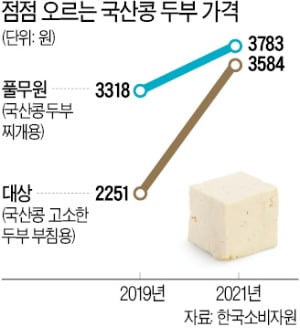 점점 오르는 국산콩 두부 가격
(단위: 원)
풀무원
(국산콩 두부
찌개용)
3318
3783
3584
대상
(국산콩 고소한
두부 부침용)
2251
2019년
2021년
자료: 한국소비자원